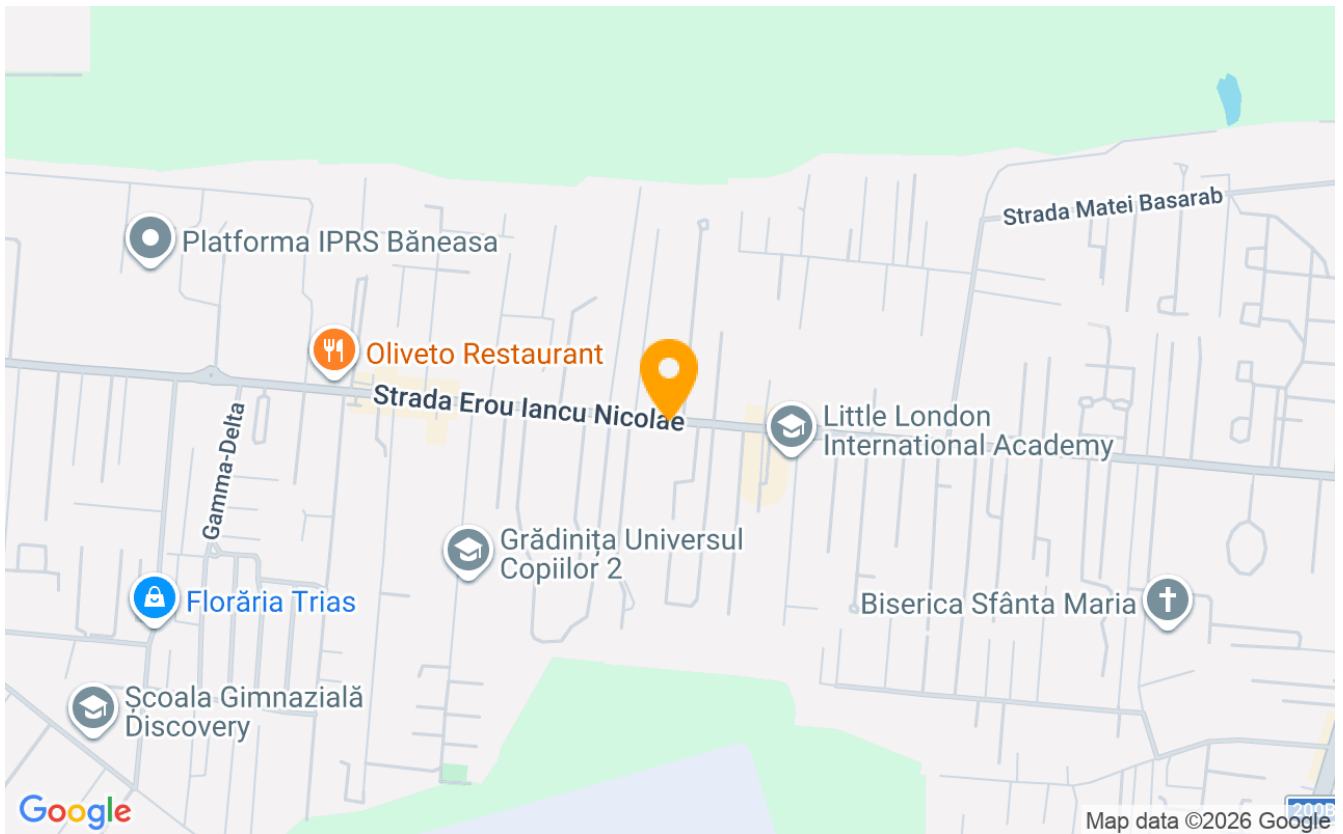 Strada Matei Basarab
Platforma IPRS Băneasa
Oliveto Restaurant
Strada Erou Iancu Nicolae
Little London
International Academy
Gamma-Delta
Grădinița Universul
Copiilor 2
Florăria Trias
Biserica Sfânta Maria
Școala Gimnazială
Discovery
200B
Google
Map data ©2026 Google